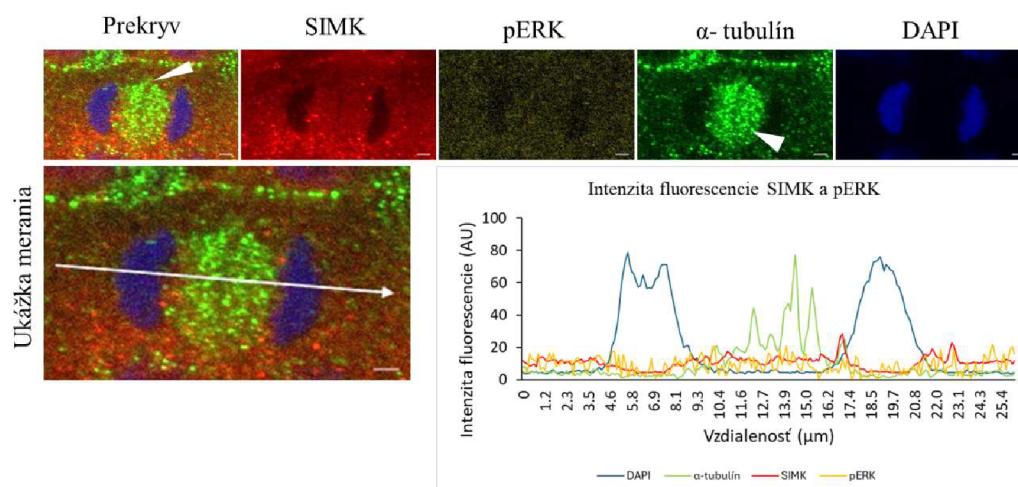 Prekryv SIMK pERK α- tubulín DAPI
Ukážka merania
Intenzita fluorescencie SIMK a pERK
Intenzita fluorescencie (AU)
100
80
60
40
20
0
0 1.2 2.3 3.5 4.6 5.8 6.9 8.1 9.3 10.4 11.6 12.7 13.9 15.0 16.2 17.4 18.5 19.7 20.8 22.0 23.1 24.3 25.4
Vzdialenosť (µm)
DAPI α-tubulín SIMK pERK